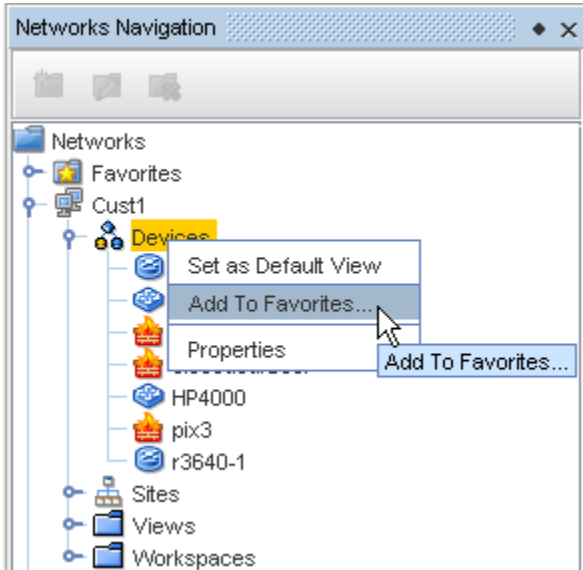 Networks Navigation
Networks
Favorites
Cust1
Devices
Set as Default View
Add To Favorites...
Properties
Add To Favorites...
HP4000
pix3
r3640-1
Sites
Views
Workspaces